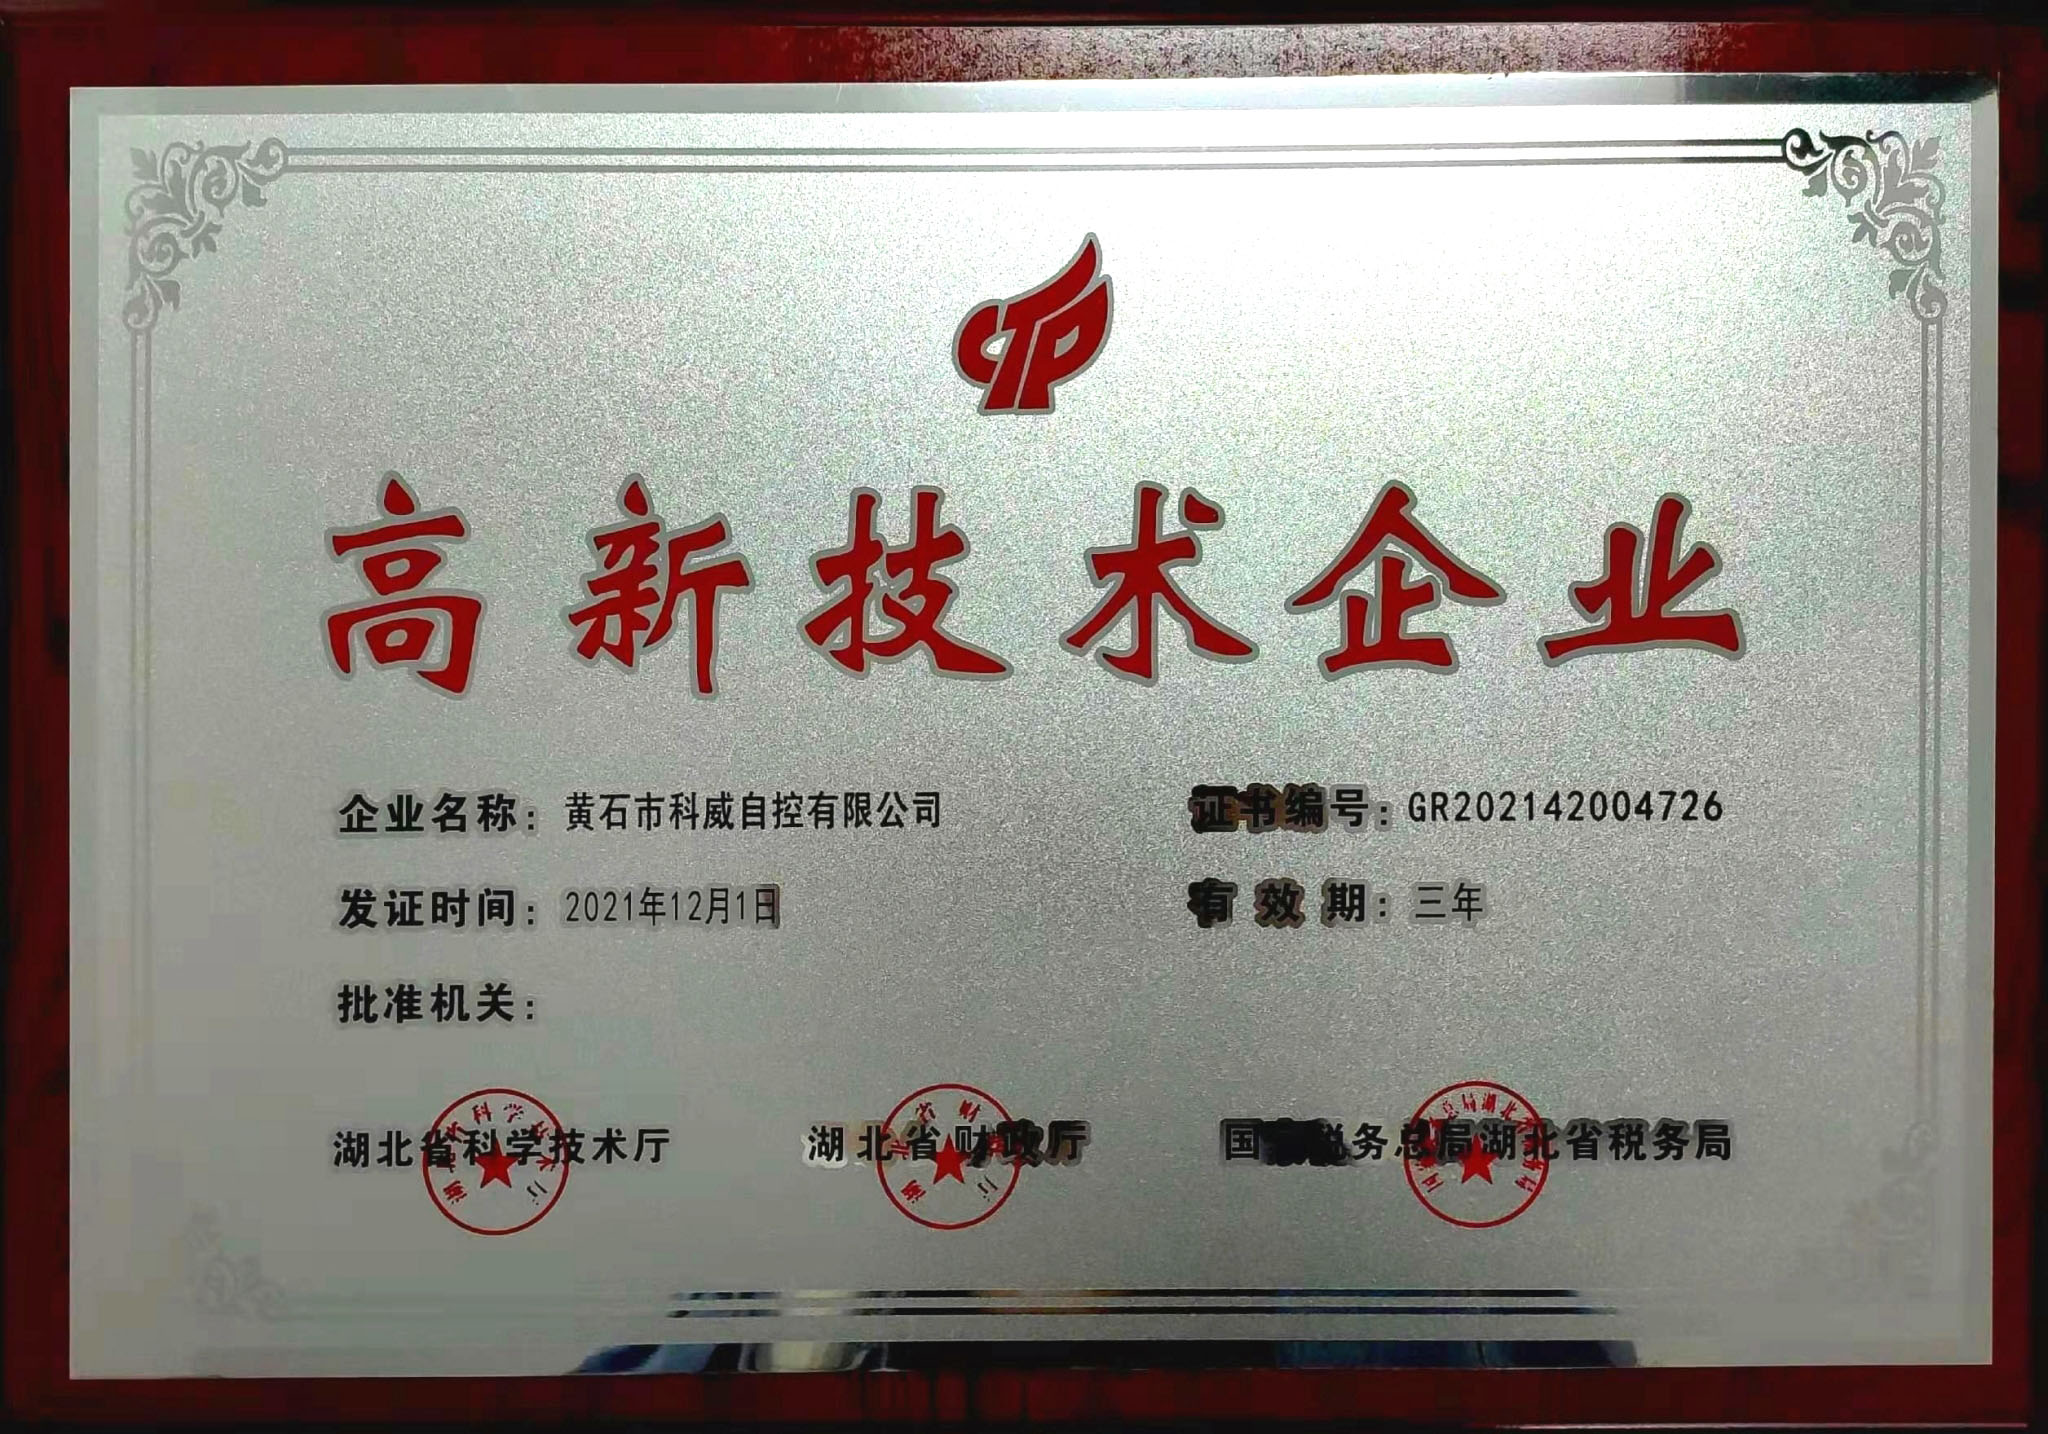 高新技术企业
企业名称：黄石市科威自控有限公司
证书编号：GR202142004726
发证时间：2021年12月1日
有效期：三年
批准机关：
湖北省科学技术厅
湖北省财政厅
国家税务总局湖北省税务局